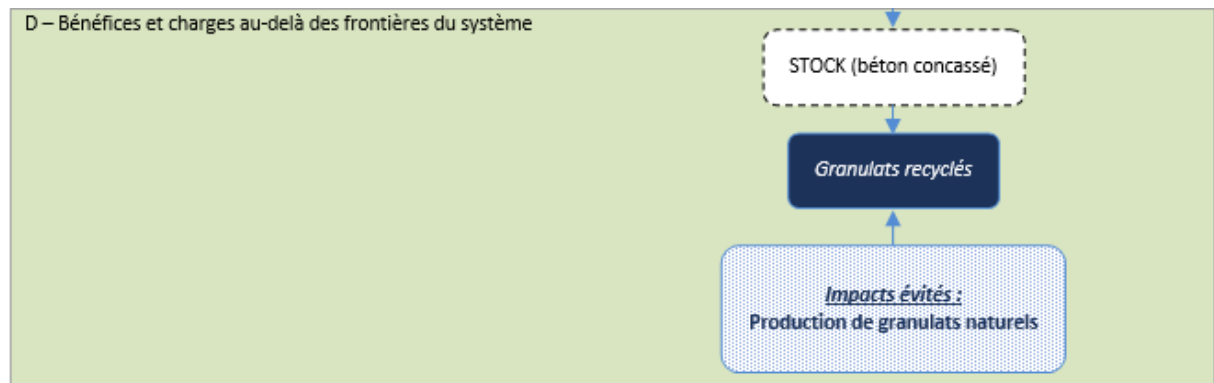 D – Bénéfices et charges au-delà des frontières du système
STOCK (béton concassé)
Granulats recyclés
Impacts évités :
Production de granulats naturels